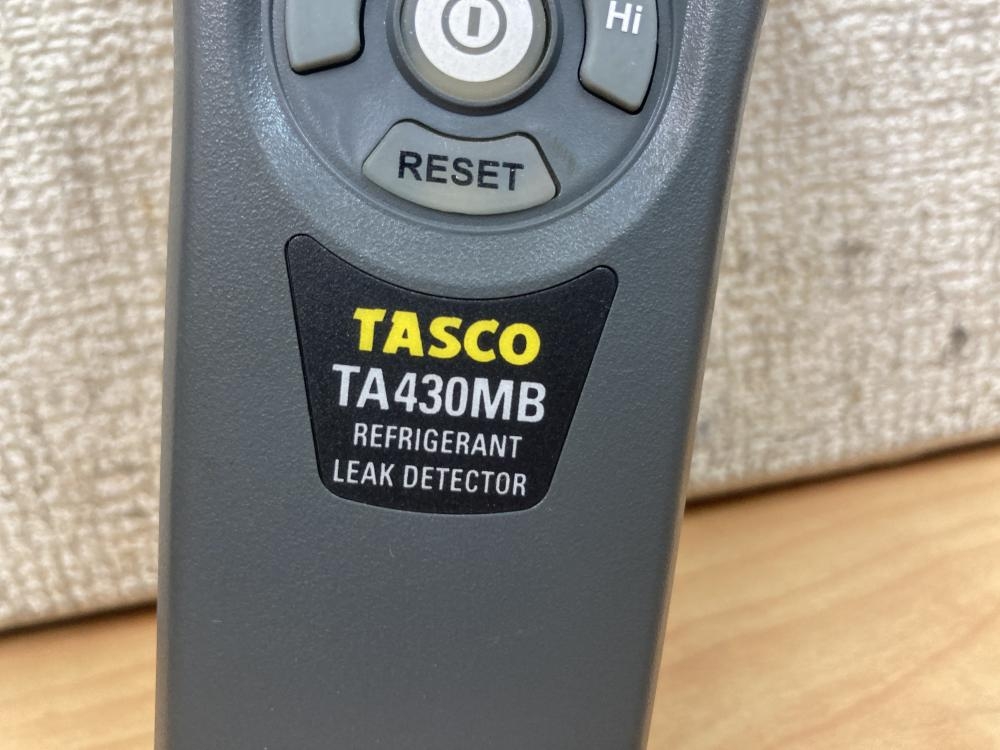 Hi
RESET
TASCO
TA430MB
REFRIGERANT
LEAK DETECTOR